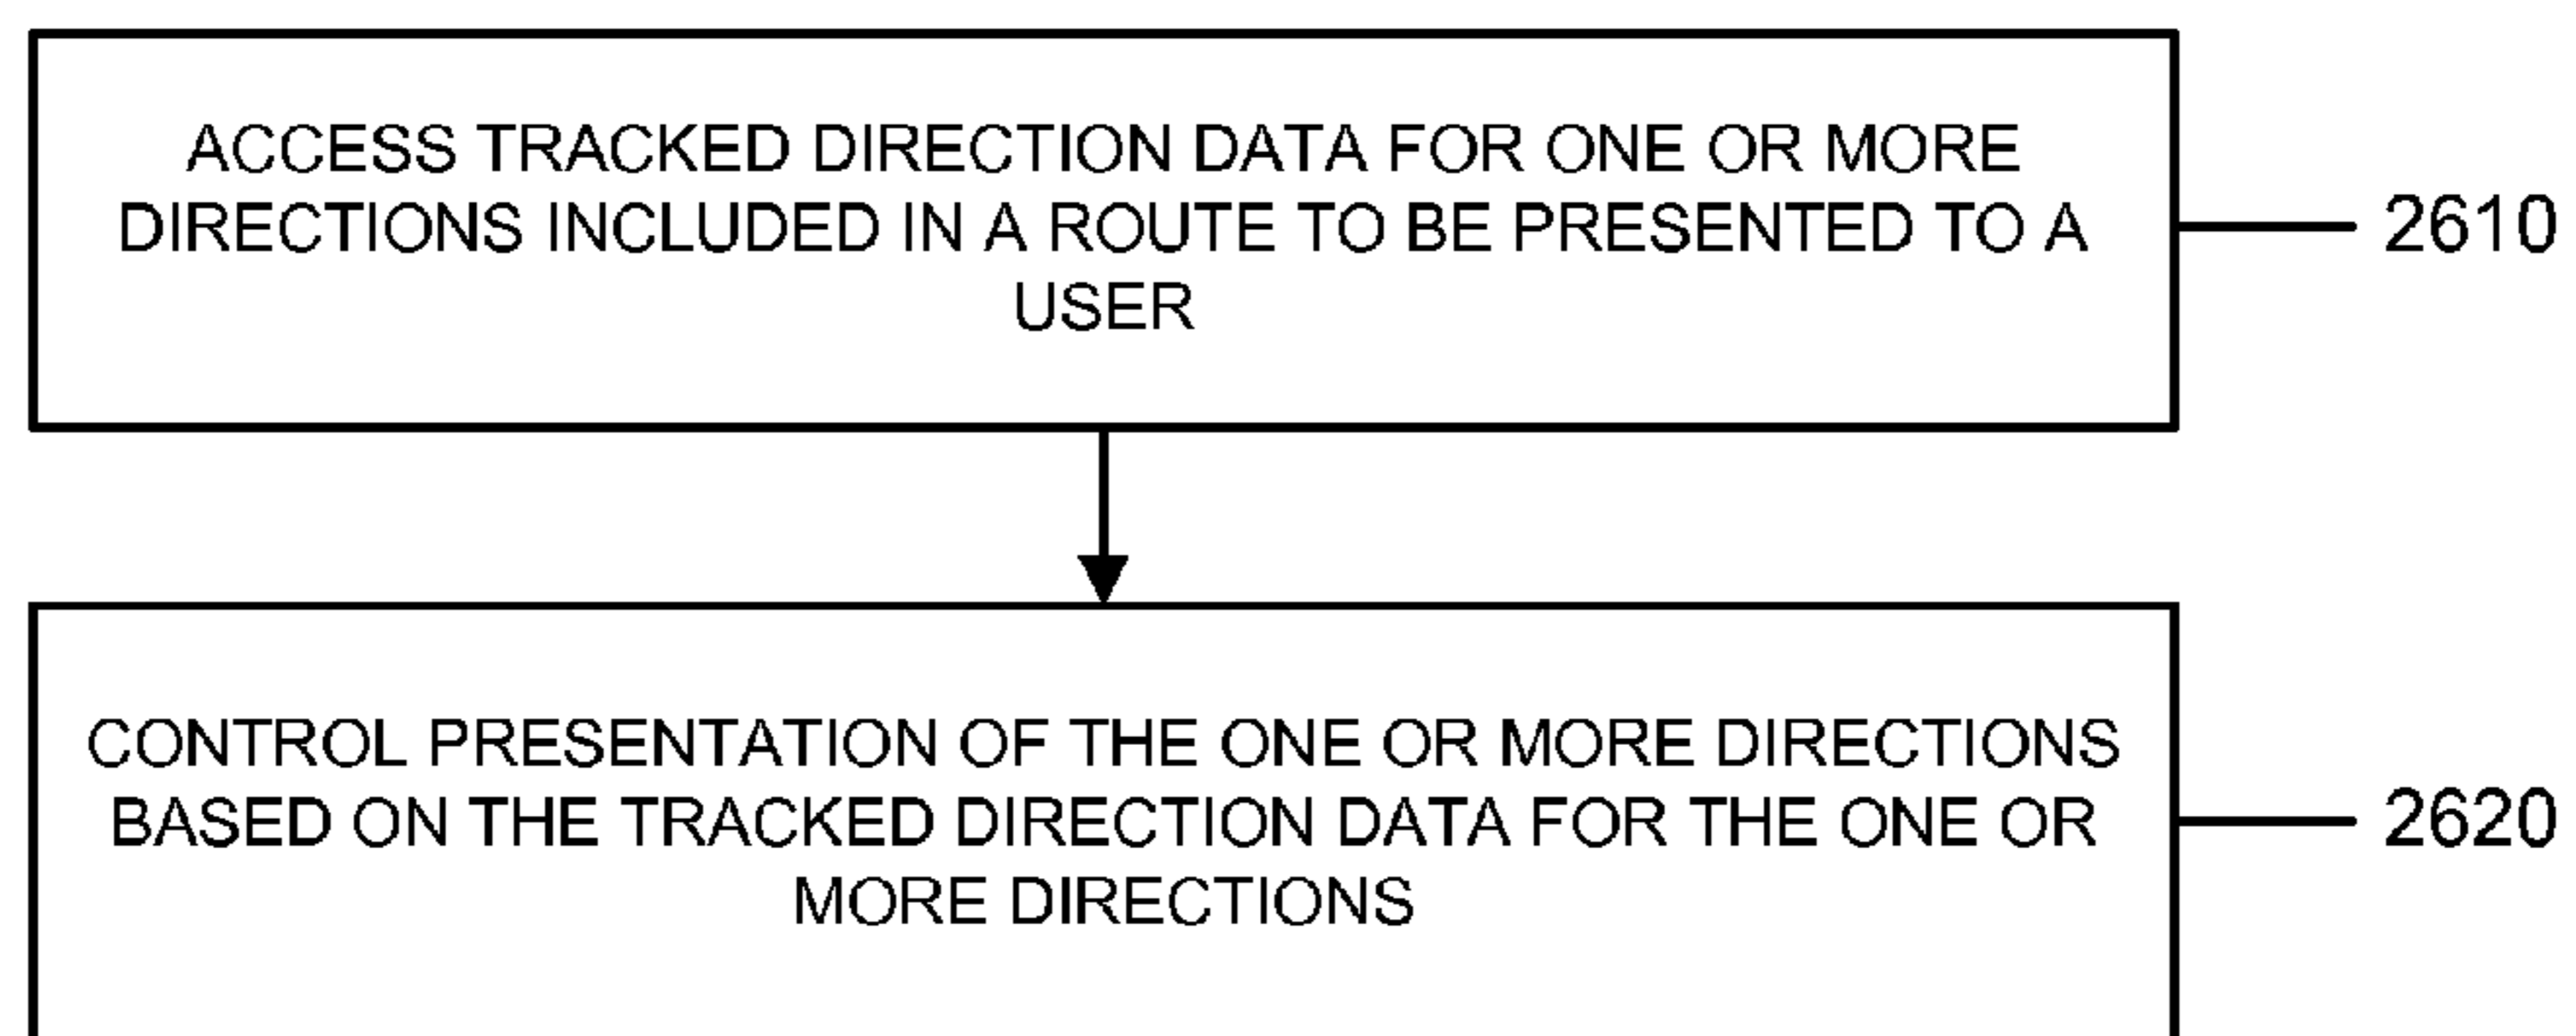 ACCESS TRACKED DIRECTION DATA FOR ONE OR MORE
DIRECTIONS INCLUDED IN A ROUTE TO BE PRESENTED TO A
USER
2610
CONTROL PRESENTATION OF THE ONE OR MORE DIRECTIONS
BASED ON THE TRACKED DIRECTION DATA FOR THE ONE OR
MORE DIRECTIONS
2620